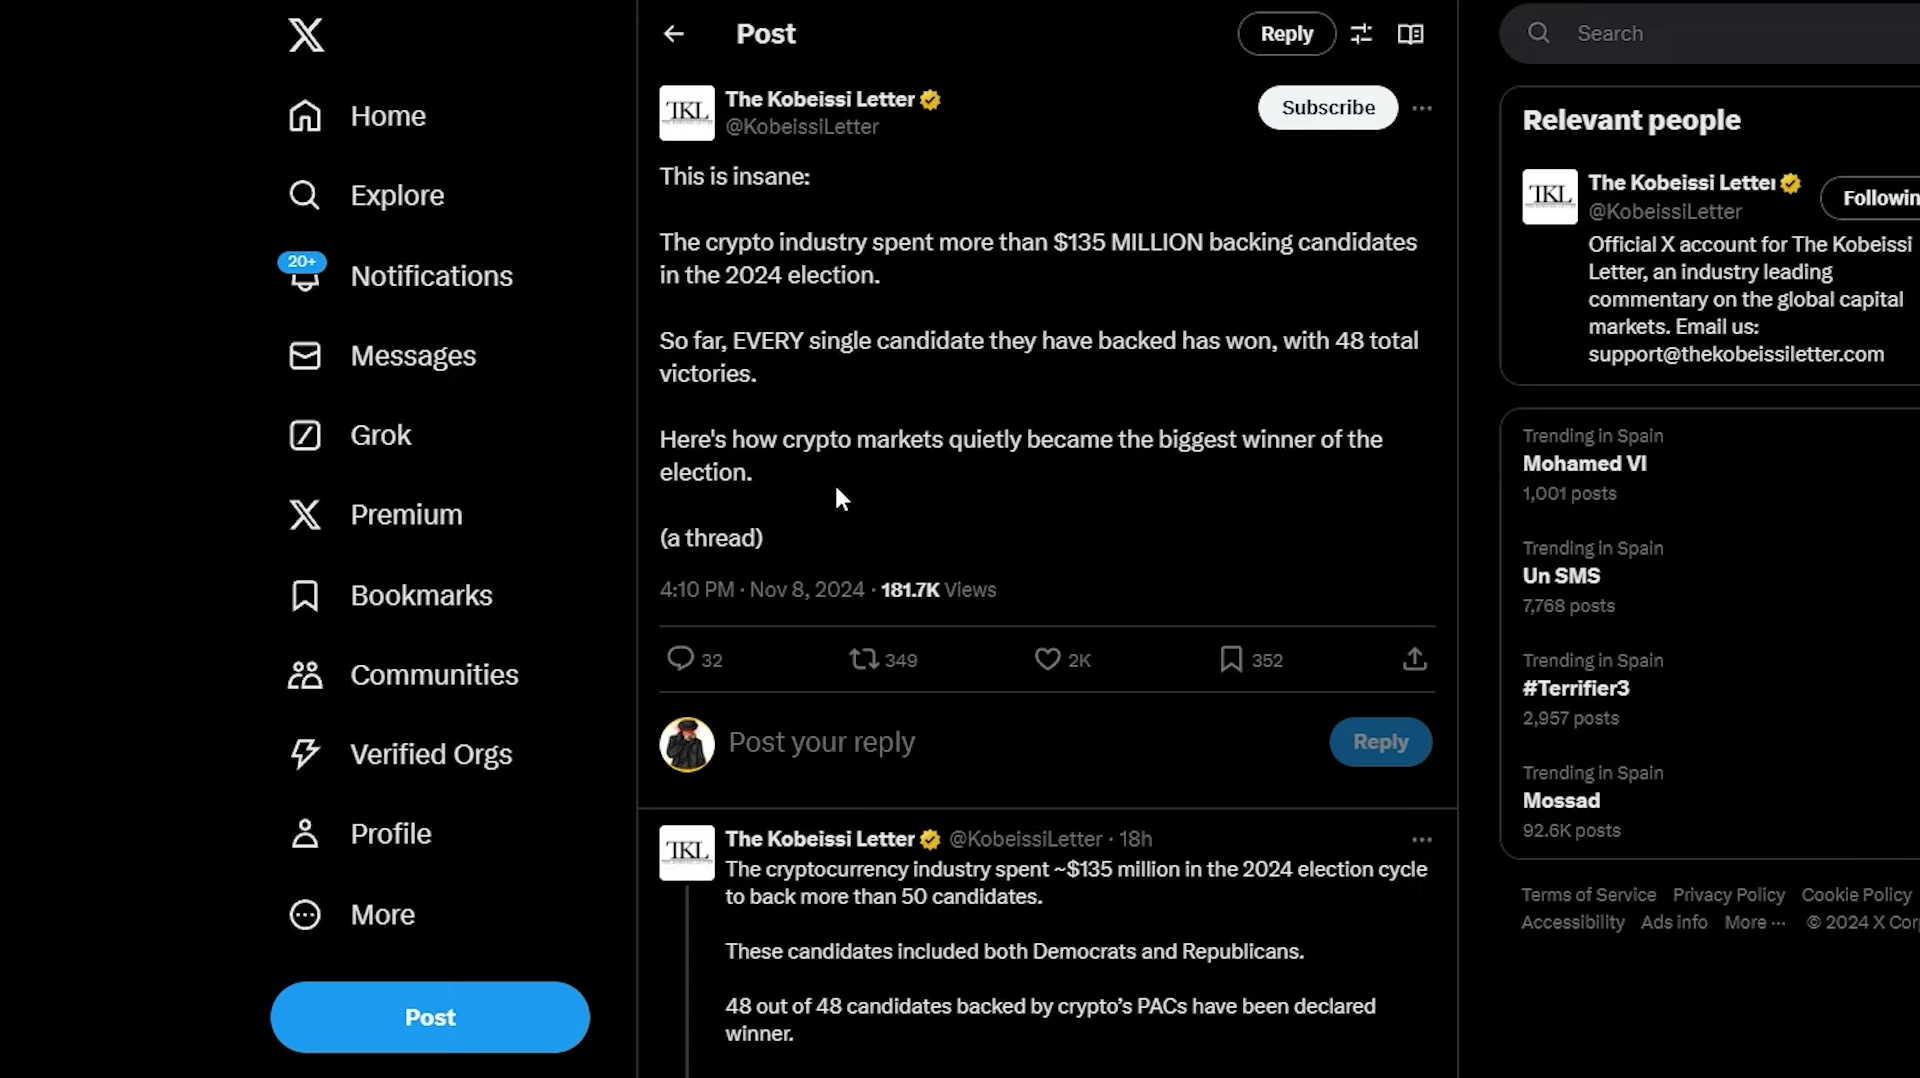 Home
Explore
20+
Notifications
Messages
Grok
Premium
Bookmarks
Communities
Verified Orgs
Profile
More
Post
Post
Reply
TKL
The Kobeissi Letter
@KobeissiLetter
Subscribe
This is insane:
The crypto industry spent more than $135 MILLION backing candidates
in the 2024 election.
So far, EVERY single candidate they have backed has won, with 48 total
victories.
Here's how crypto markets quietly became the biggest winner of the
election.
(a thread)
4:10 PM · Nov 8, 2024 · 181.7K Views
32
349
2K
352
Post your reply
Reply
TKL
The Kobeissi Letter @KobeissiLetter · 18h
The cryptocurrency industry spent ~$135 million in the 2024 election cycle
to back more than 50 candidates.
These candidates included both Democrats and Republicans.
48 out of 48 candidates backed by crypto’s PACs have been declared
winner.
Search
Relevant people
TKL
The Kobeissi Letter
@KobeissiLetter
Followin
Official X account for The Kobeissi
Letter, an industry leading
commentary on the global capital
markets. Email us:
support@thekobeissiletter.com
Trending in Spain
Mohamed VI
1,001 posts
Trending in Spain
Un SMS
7,768 posts
Trending in Spain
#Terrifier3
2,957 posts
Trending in Spain
Mossad
92.6K posts
Terms of Service Privacy Policy Cookie Policy
Accessibility Ads info More ··· © 2024 X Corp